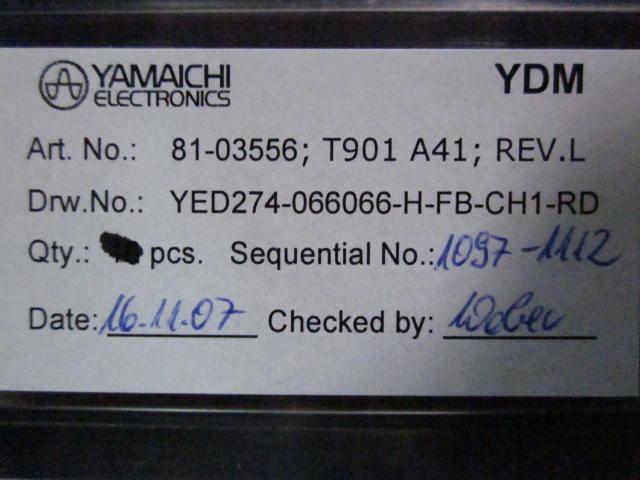 YAMAICHI YDM
ELECTRONICS
Art. No.: 81-03556; T901 A41; REV.L
Drw.No.: YED274-066066-H-FB-CH1-RD
Qty.: pcs. Sequential No.: 1097-1112
Date: 16.11.07 Checked by: Weber